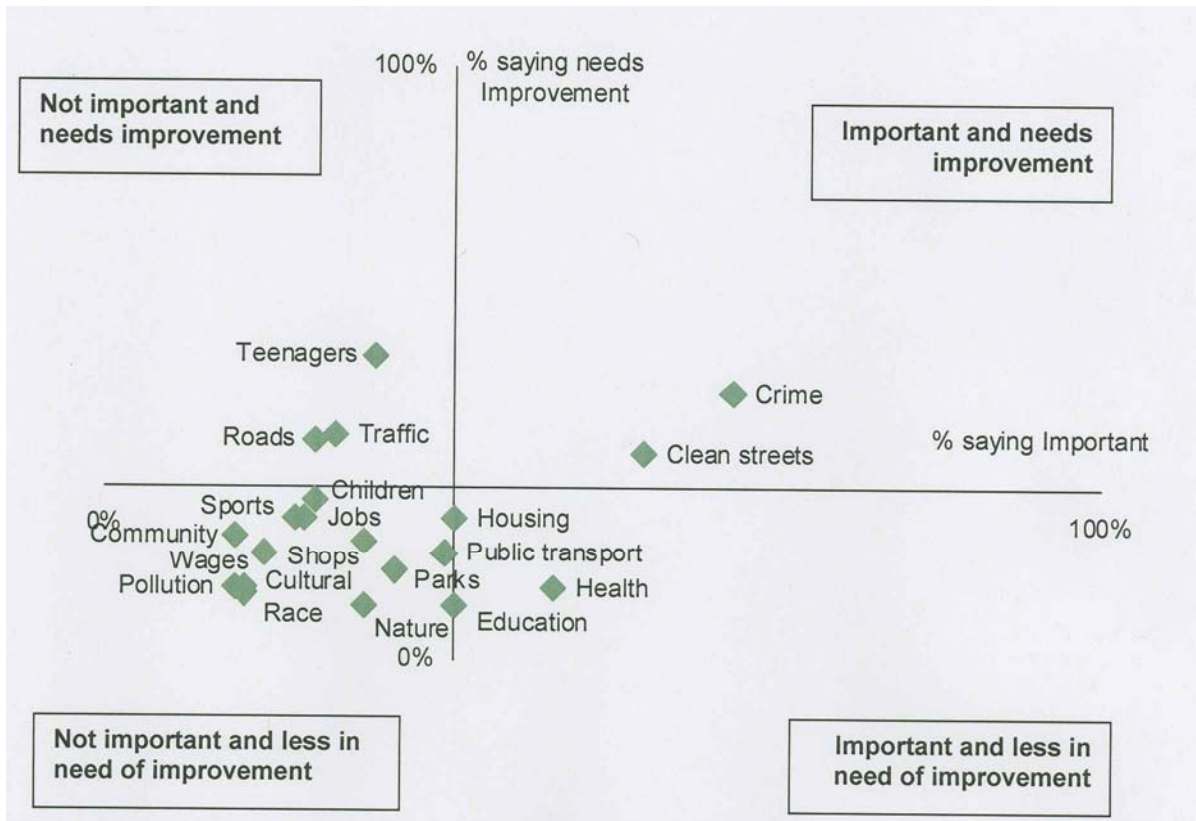 100%
% saying needs
Improvement
Not important and
needs improvement
Important and needs
improvement
Teenagers
Crime
Roads
Traffic
% saying Important
Clean streets
Children
Sports
Jobs
Housing
0%
Community
100%
Wages
Shops
Public transport
Pollution
Cultural
Parks
Health
Race
Nature
Education
0%
Not important and less in
need of improvement
Important and less in
need of improvement